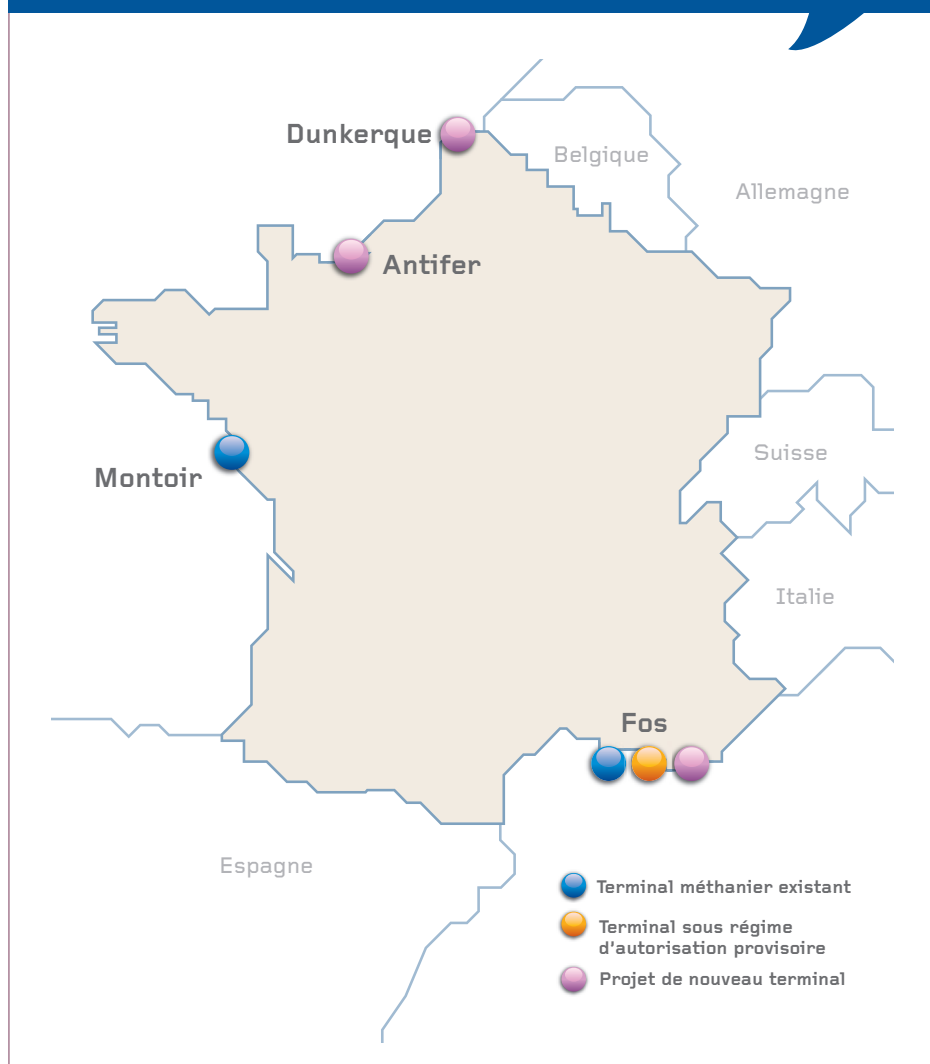 Dunkerque
Belgique
Allemagne
Antifer
Suisse
Montoir
Italie
Fos
Espagne
Terminal méthanier existant
Terminal sous régime
d'autorisation provisoire
Projet de nouveau terminal